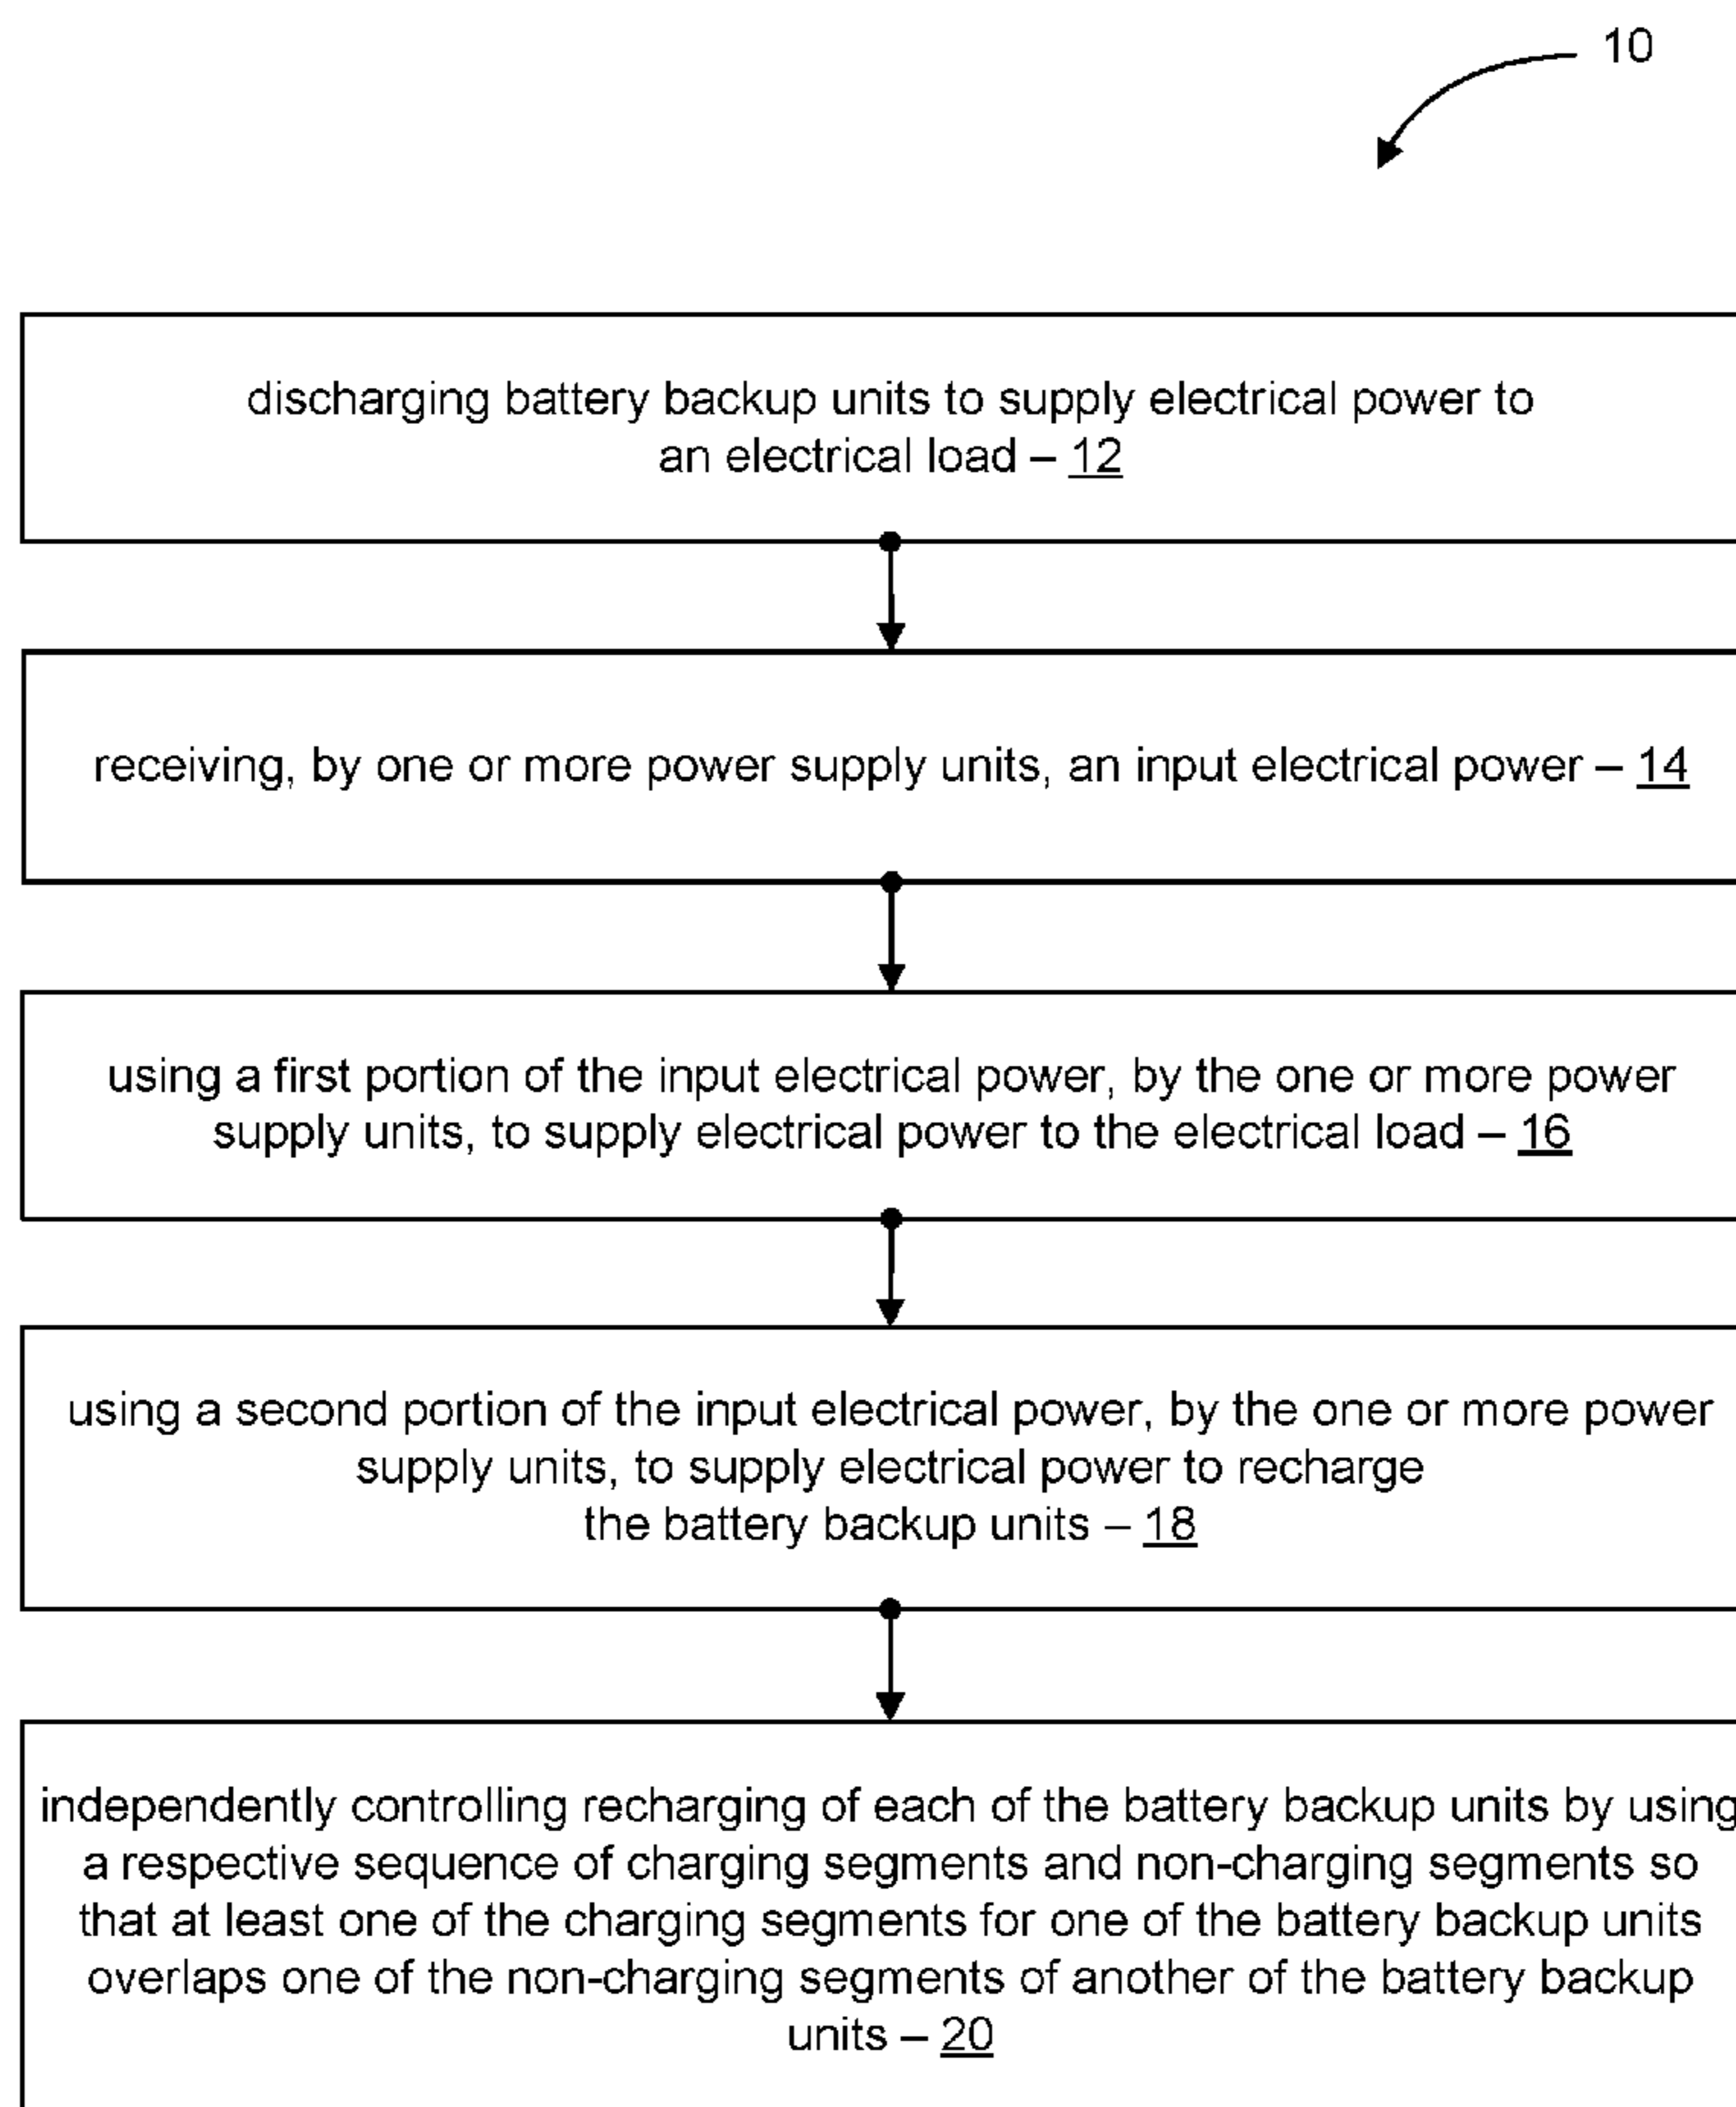 10
discharging battery backup units to supply electrical power to
an electrical load – 12
receiving, by one or more power supply units, an input electrical power – 14
using a first portion of the input electrical power, by the one or more power
supply units, to supply electrical power to the electrical load – 16
using a second portion of the input electrical power, by the one or more power
supply units, to supply electrical power to recharge
the battery backup units – 18
independently controlling recharging of each of the battery backup units by using
a respective sequence of charging segments and non-charging segments so
that at least one of the charging segments for one of the battery backup units
overlaps one of the non-charging segments of another of the battery backup
units – 20